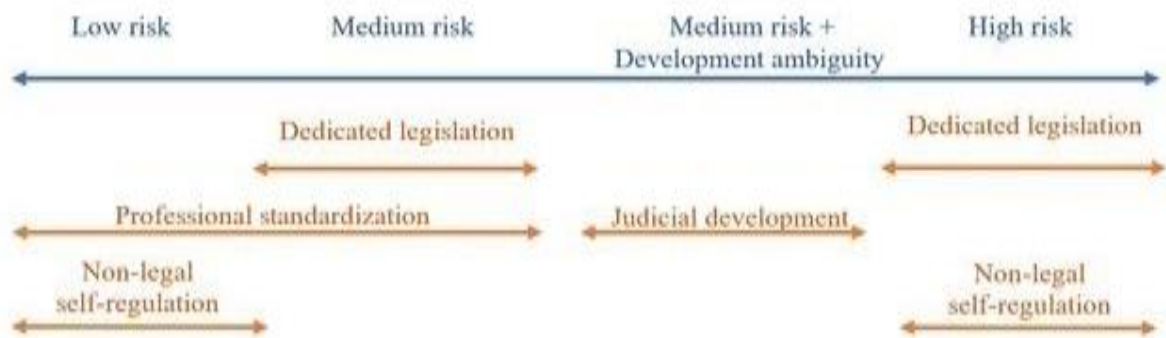 Low risk
Medium risk
Medium risk +
Development ambiguity
High risk
Dedicated legislation
Dedicated legislation
Professional standardization
Judicial development
Non-legal
self-regulation
Non-legal
self-regulation